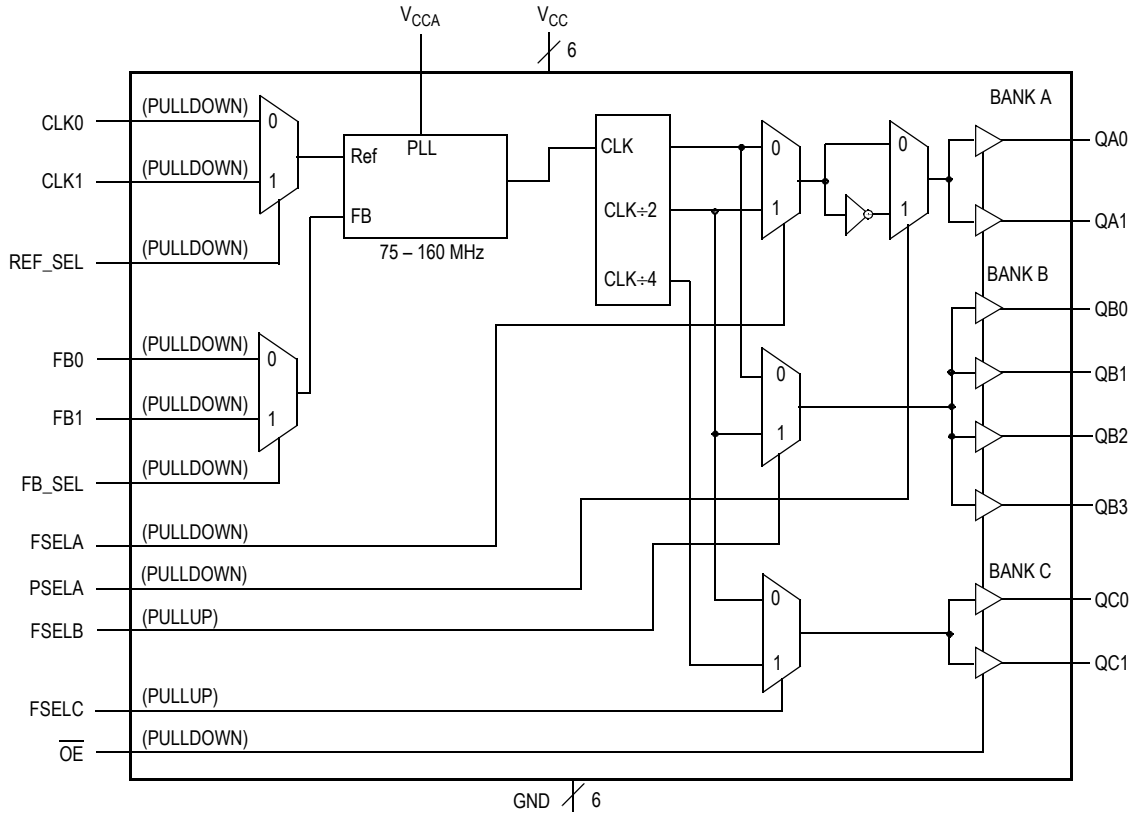 VCCA
VCC
6
CLK0
(PULLDOWN)
0
CLK1
(PULLDOWN)
1
REF_SEL
(PULLDOWN)
Ref
PLL
FB
75 – 160 MHz
CLK
CLK÷2
CLK÷4
0
1
0
1
BANK A
QA0
QA1
BANK B
QB0
QB1
QB2
QB3
FB0
(PULLDOWN)
0
FB1
(PULLDOWN)
1
FB_SEL
(PULLDOWN)
0
1
FSELA
(PULLDOWN)
PSELA
(PULLDOWN)
FSELB
(PULLUP)
0
1
BANK C
QC0
QC1
FSELC
(PULLUP)
OE
(PULLDOWN)
GND
6